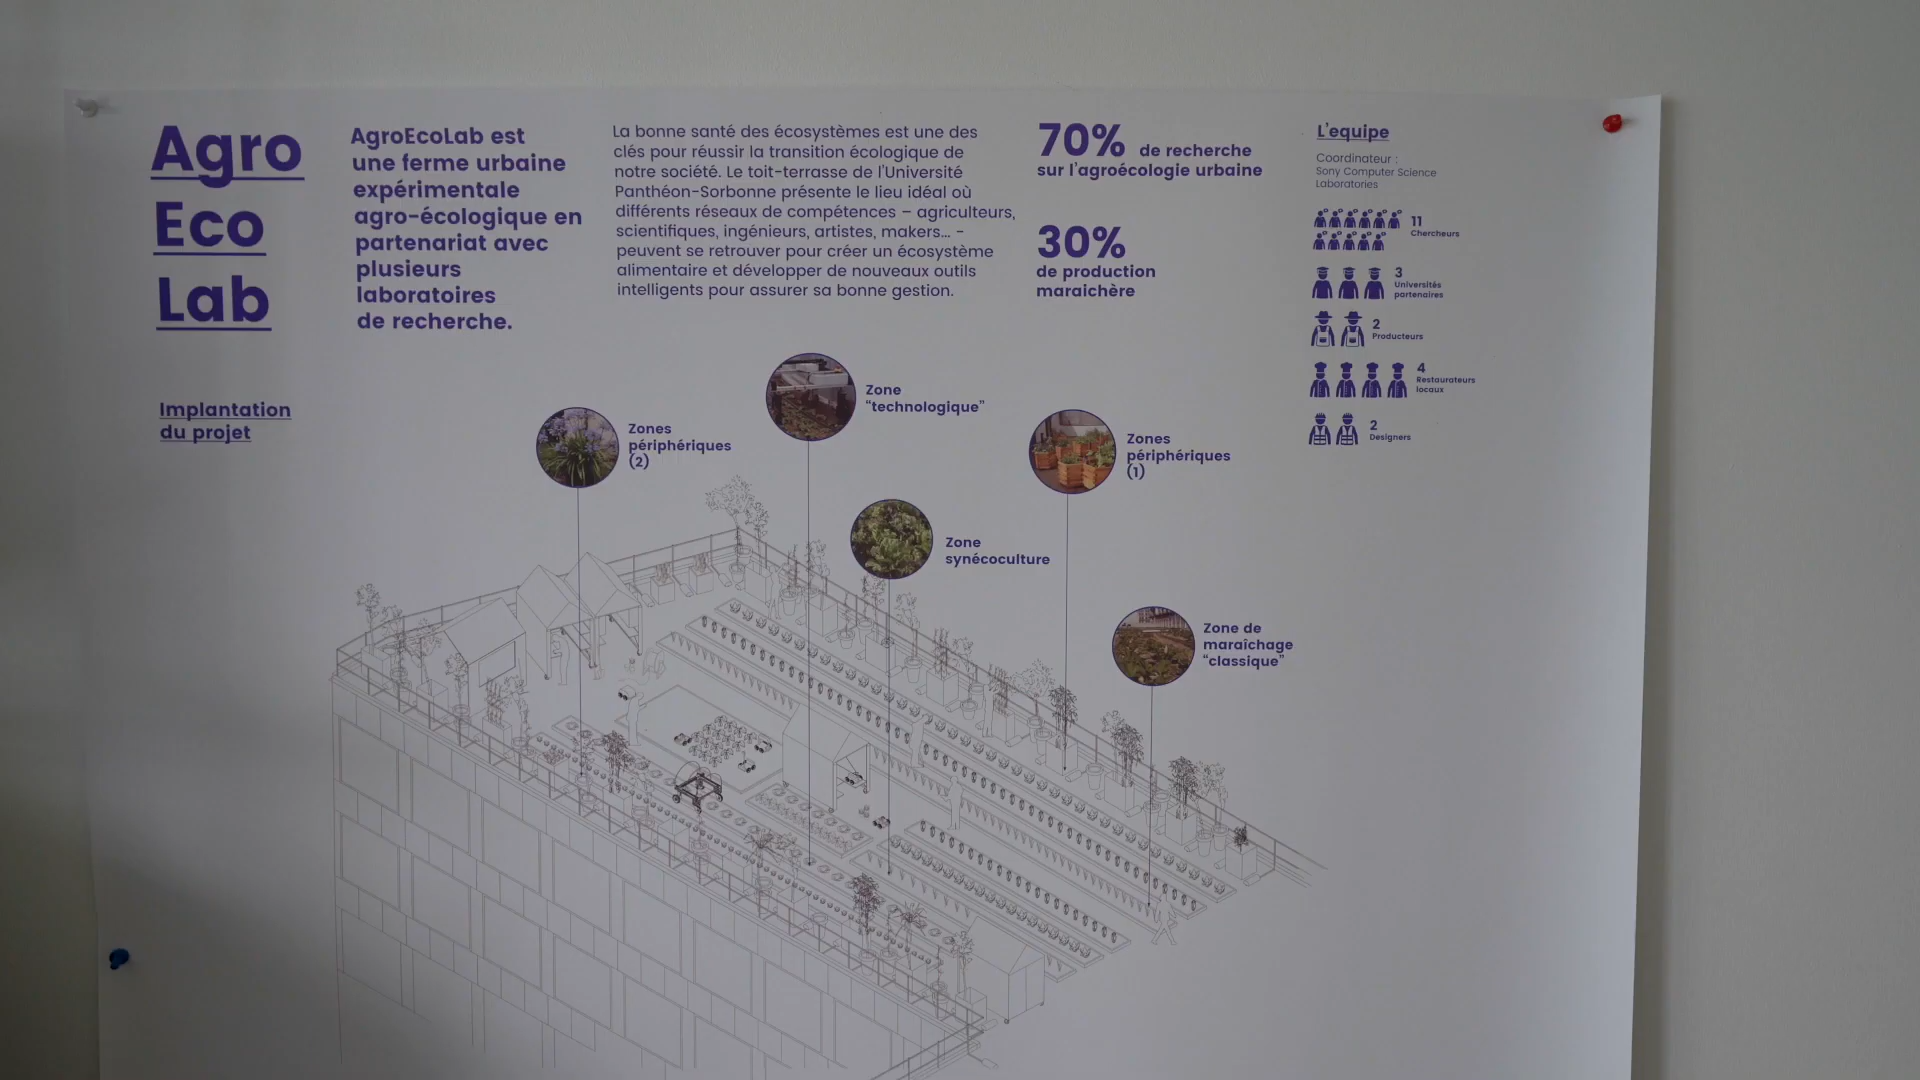 Agro
Eco
Lab
AgroEcoLab est
une ferme urbaine
expérimentale
agro-écologique en
partenariat avec
plusieurs
laboratoires
de recherche.
La bonne santé des écosystèmes est une des
clés pour réussir la transition écologique de
notre société. Le toit-terrasse de l'Université
Panthéon-Sorbonne présente le lieu idéal où
différents réseaux de compétences – agriculteurs,
scientifiques, ingénieurs, artistes, makers... -
peuvent se retrouver pour créer un écosystème
alimentaire et développer de nouveaux outils
intelligents pour assurer sa bonne gestion.
70% de recherche
sur l'agroécologie urbaine
30%
de production
maraichère
L'equipe
Coordinateur :
Sony Computer Science
Laboratories
11
Chercheurs
3
Universités
partenaires
2
Producteurs
4
Restaurateurs
locaux
2
Designers
Implantation
du projet
Zones
périphériques
(2)
Zone
“technologique”
Zones
périphériques
(1)
Zone
synécoculture
Zone de
maraîchage
“classique”